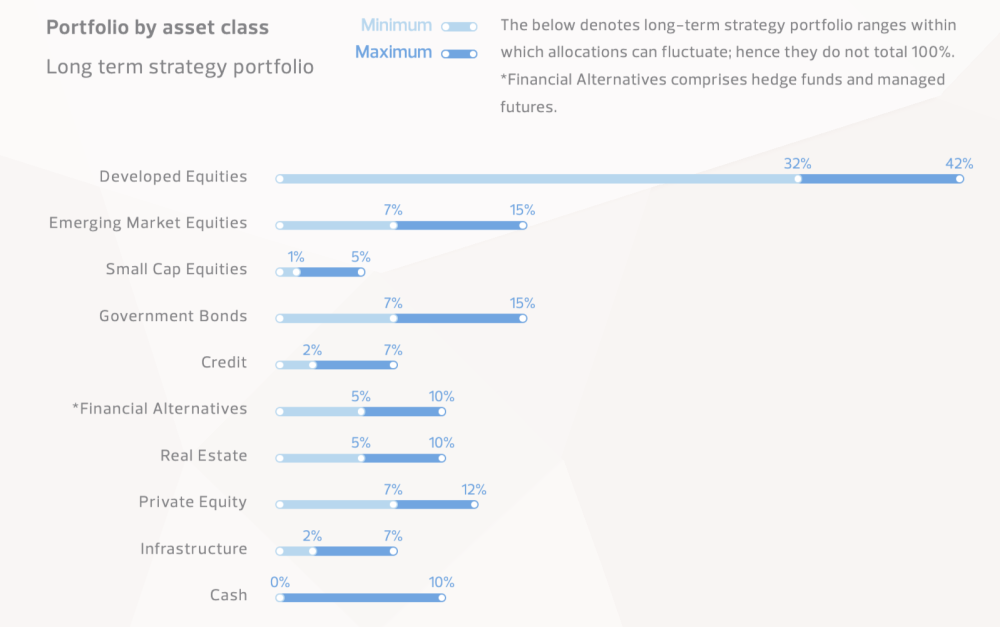 Portfolio by asset class
Long term strategy portfolio
Minimum
Maximum
The below denotes long-term strategy portfolio ranges within
which allocations can fluctuate; hence they do not total 100%.
*Financial Alternatives comprises hedge funds and managed
futures.
Developed Equities 32% 42%
Emerging Market Equities 7% 15%
Small Cap Equities 1% 5%
Government Bonds 7% 15%
Credit 2% 7%
*Financial Alternatives 5% 10%
Real Estate 5% 10%
Private Equity 7% 12%
Infrastructure 2% 7%
Cash 0% 10%